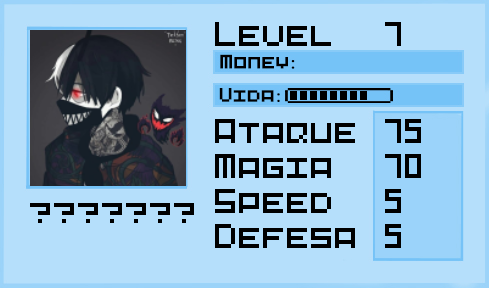 LEVEL 7
MONEY:
VIDA:
ATAQUE 75
MAGIA 70
SPEED 5
DEFESA 5
????????